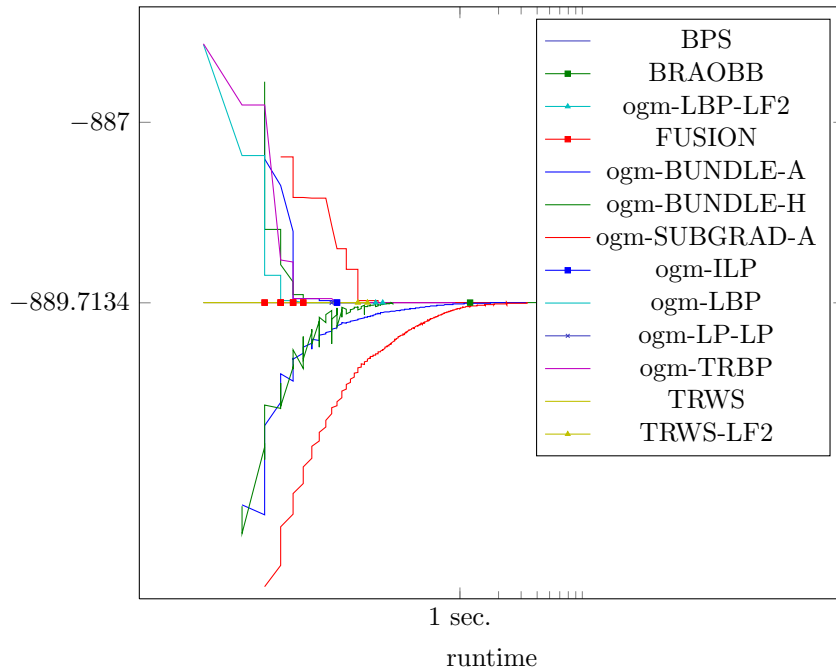 BPS
BRAOBB
ogm-LBP-LF2
FUSION
ogm-BUNDLE-A
ogm-BUNDLE-H
ogm-SUBGRAD-A
ogm-ILP
ogm-LBP
ogm-LP-LP
ogm-TRBP
TRWS
TRWS-LF2
−887
−889.7134
1 sec.
runtime